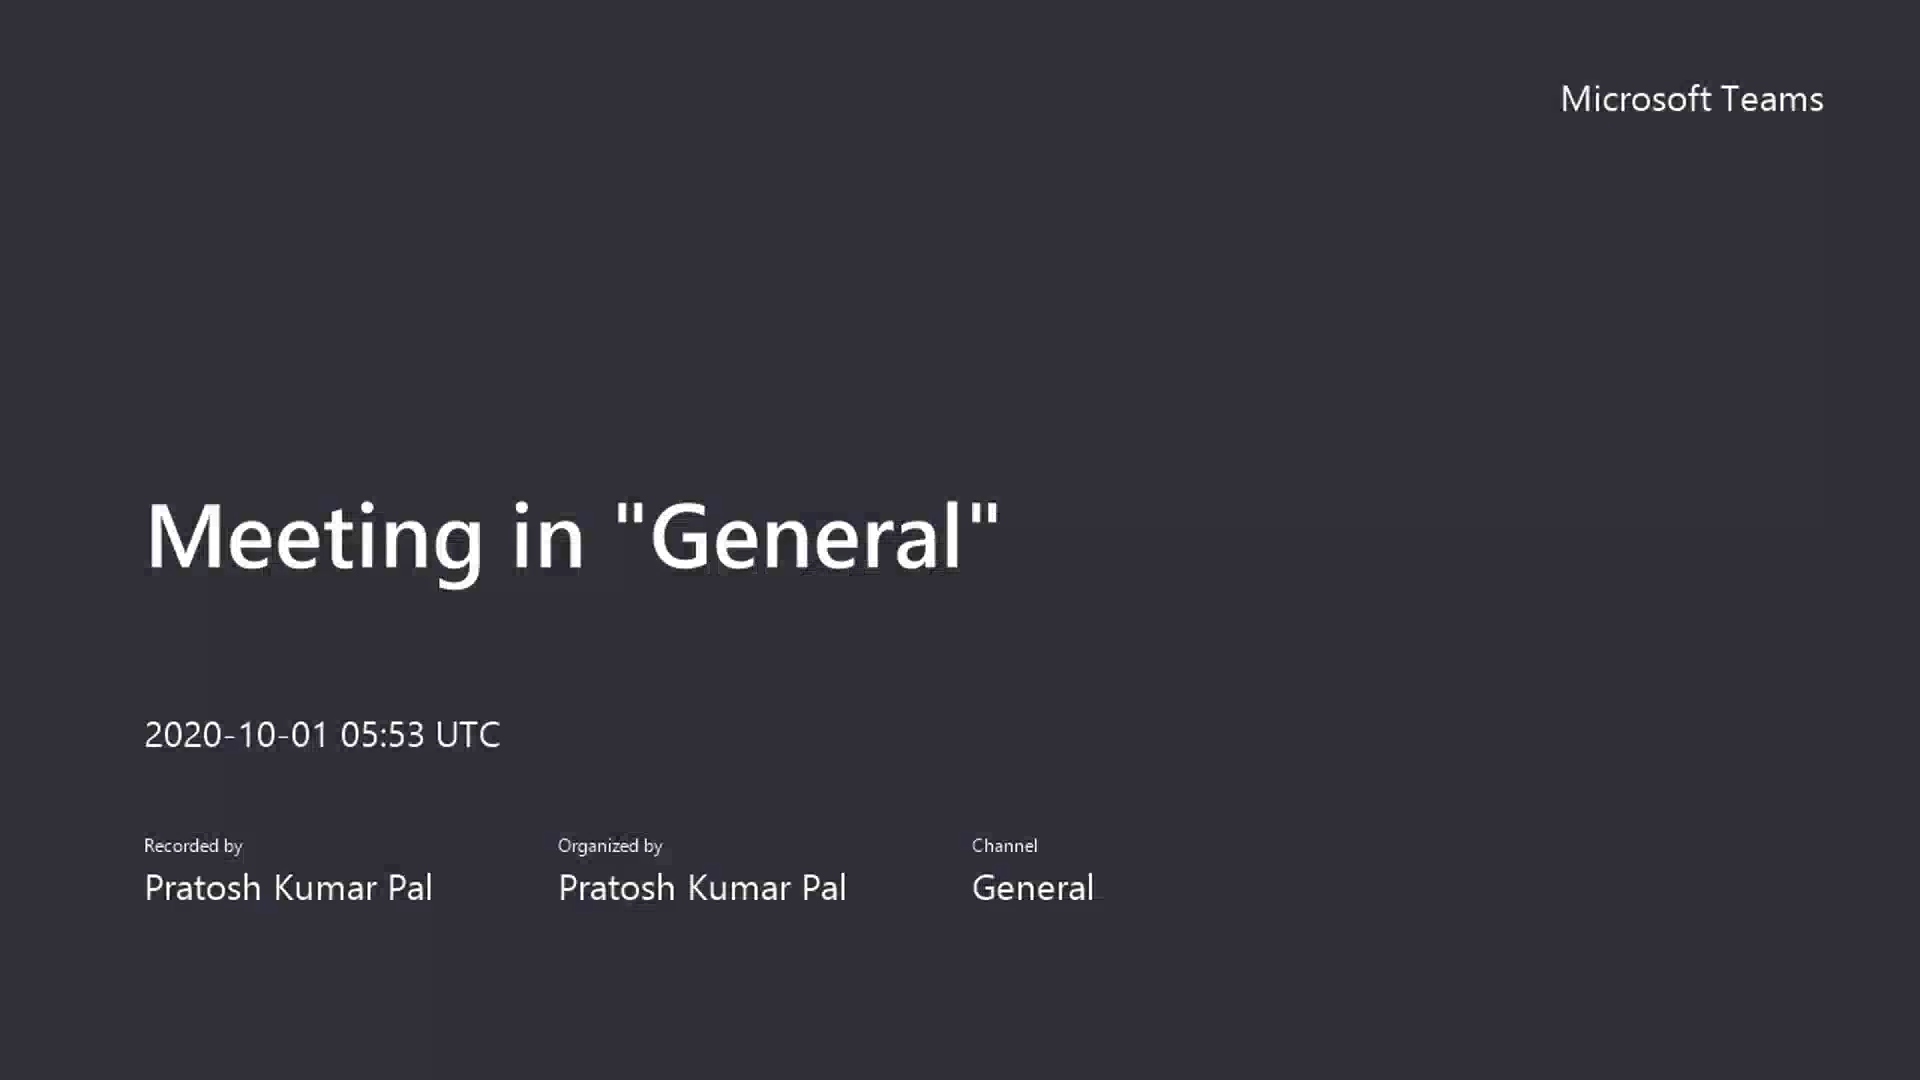 Microsoft Teams
Meeting in "General"
2020-10-01 05:53 UTC
Recorded by
Pratosh Kumar Pal
Organized by
Pratosh Kumar Pal
Channel
General